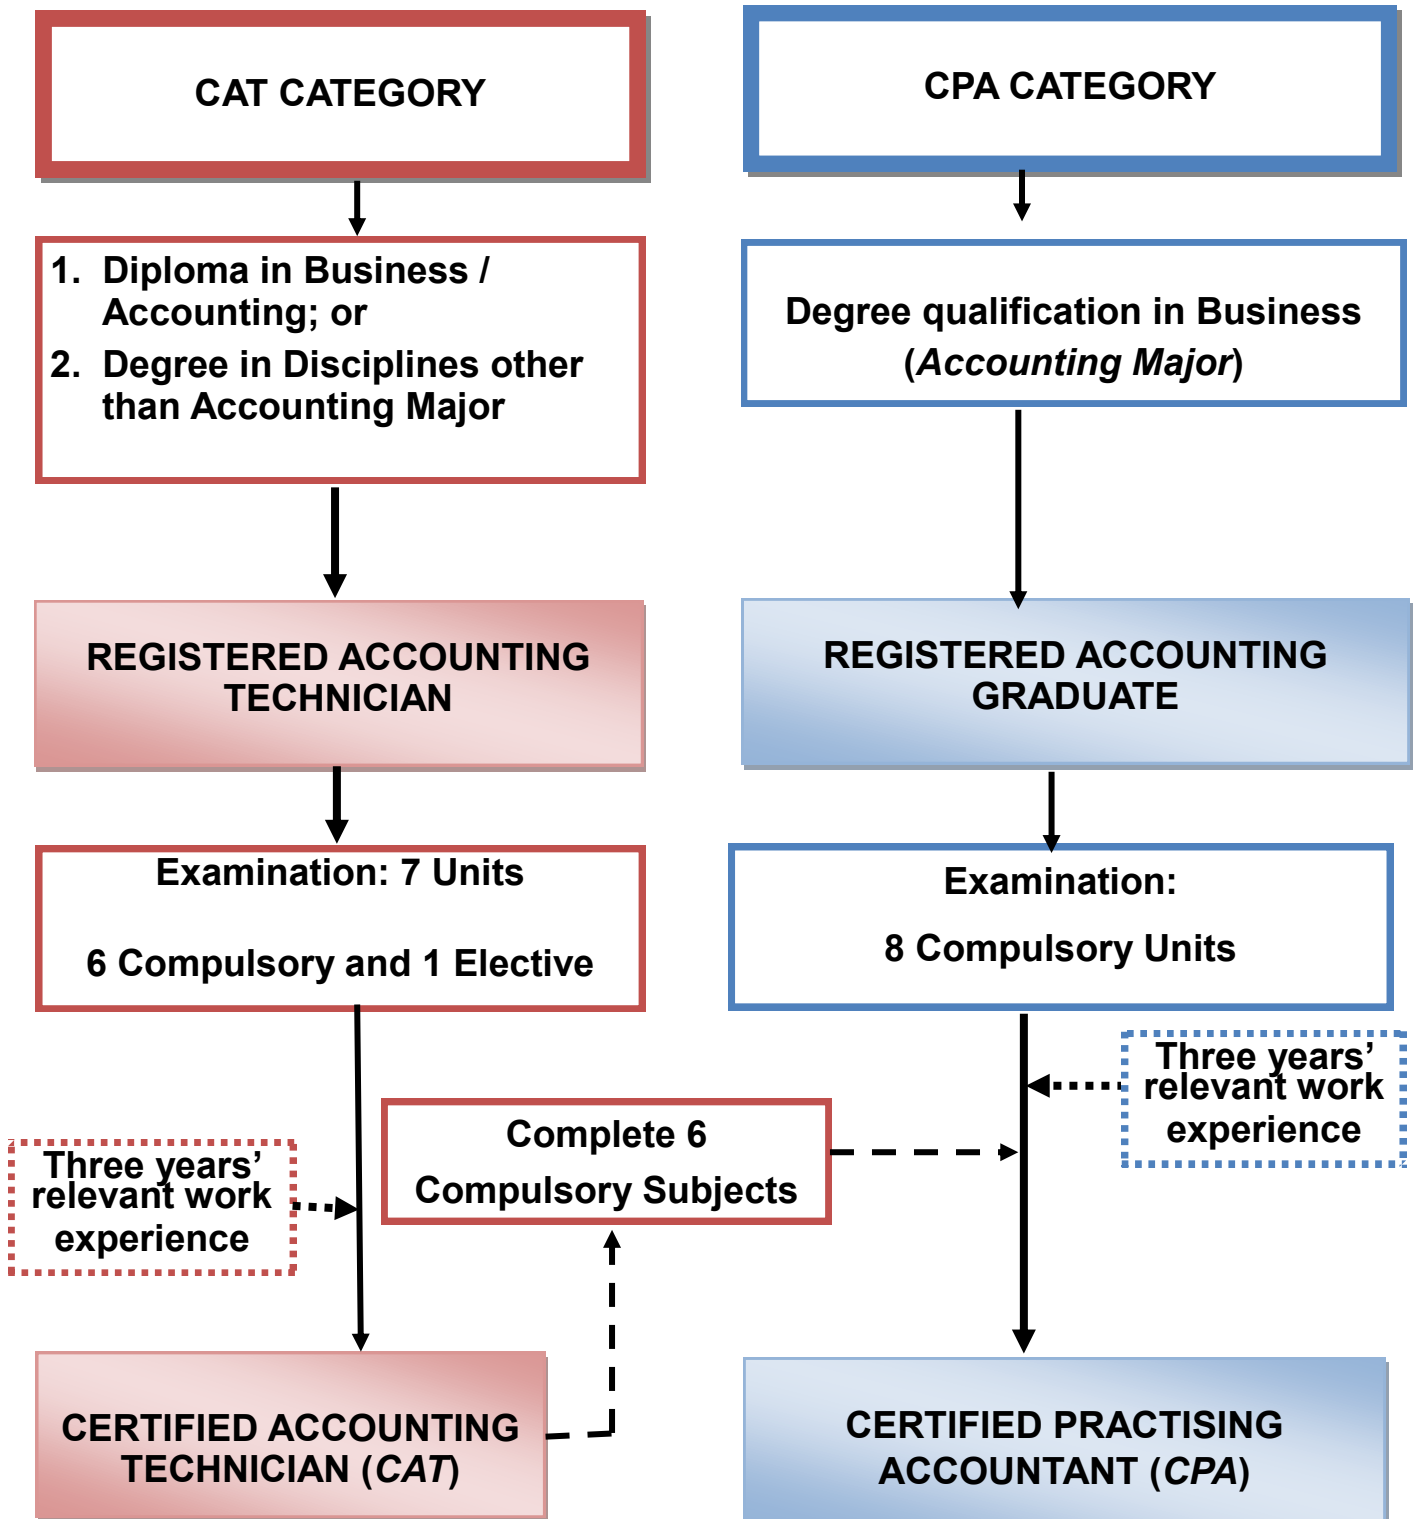 CAT CATEGORY
CPA CATEGORY
1. Diploma in Business /
Accounting; or
2. Degree in Disciplines other
than Accounting Major
Degree qualification in Business
(Accounting Major)
REGISTERED ACCOUNTING
TECHNICIAN
REGISTERED ACCOUNTING
GRADUATE
Examination: 7 Units
6 Compulsory and 1 Elective
Examination:
8 Compulsory Units
Three years’
relevant work
experience
Complete 6
Compulsory Subjects
Three years’
relevant work
experience
CERTIFIED ACCOUNTING
TECHNICIAN (CAT)
CERTIFIED PRACTISING
ACCOUNTANT (CPA)